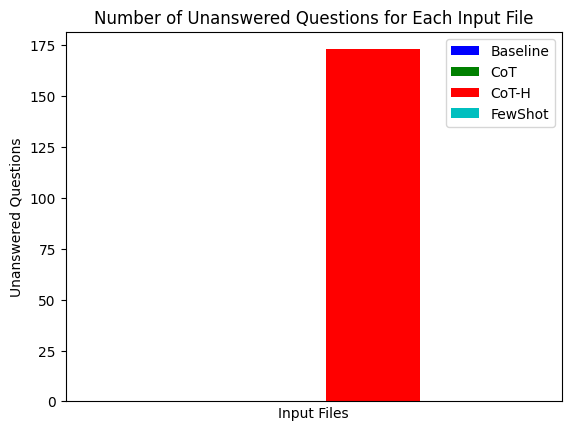 Number of Unanswered Questions for Each Input File
175
150
125
100
75
50
25
0
Unanswered Questions
Input Files
Baseline
CoT
CoT-H
FewShot